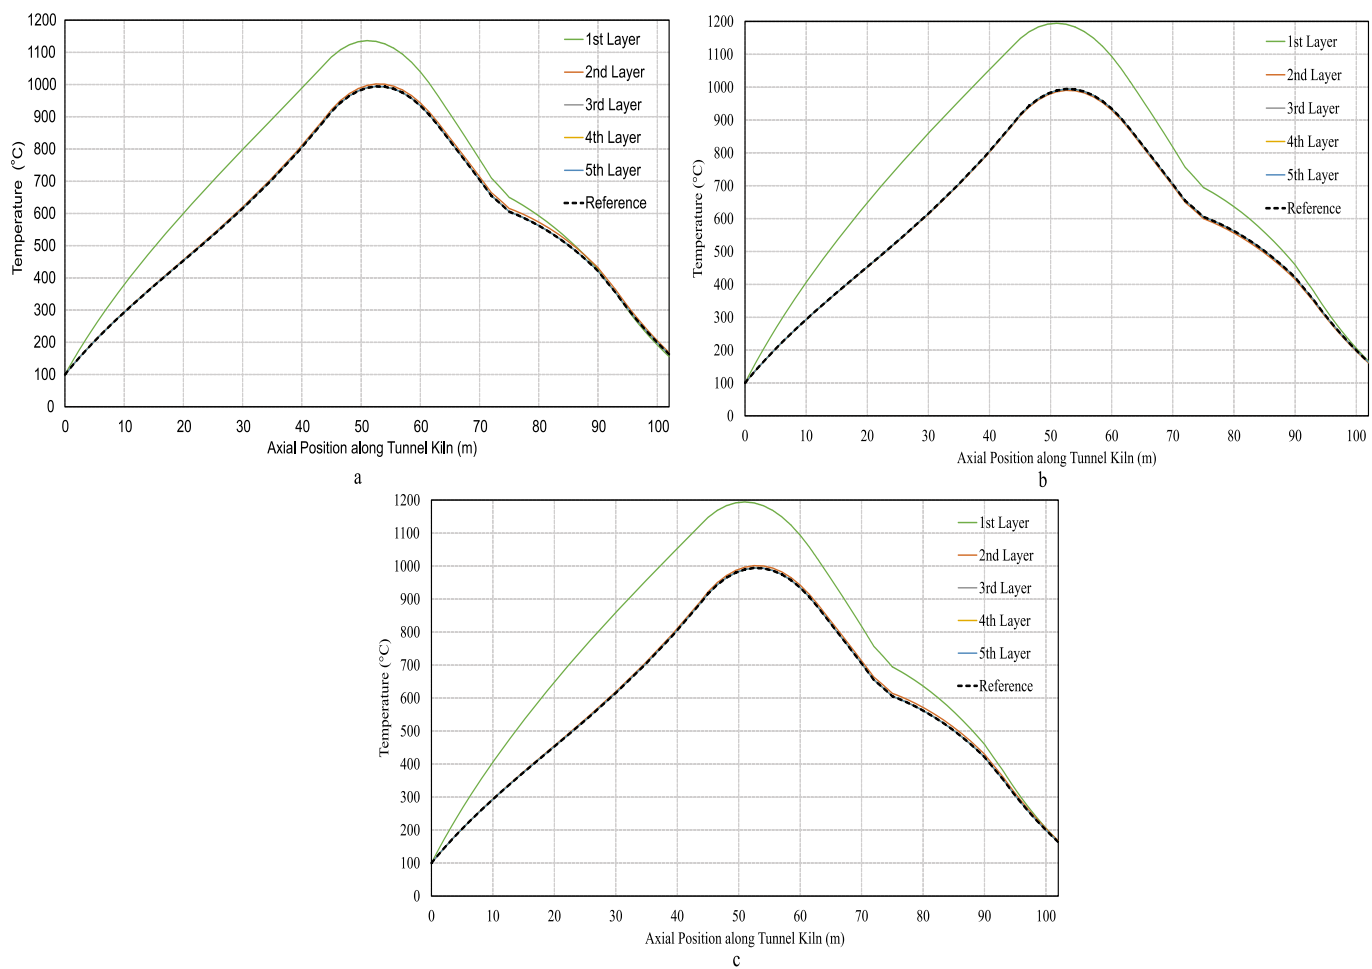 1200
1100
1000
900
800
700
600
500
400
300
200
100
0
Temperature (°C)
1st Layer
2nd Layer
3rd Layer
4th Layer
5th Layer
Reference
0 10 20 30 40 50 60 70 80 90 100
Axial Position along Tunnel Kiln (m)
a
1200
1100
1000
900
800
700
600
500
400
300
200
100
0
Temperature (°C)
1st Layer
2nd Layer
3rd Layer
4th Layer
5th Layer
Reference
0 10 20 30 40 50 60 70 80 90 100
Axial Position along Tunnel Kiln (m)
b
1200
1100
1000
900
800
700
600
500
400
300
200
100
0
Temperature (°C)
1st Layer
2nd Layer
3rd Layer
4th Layer
5th Layer
Reference
0 10 20 30 40 50 60 70 80 90 100
Axial Position along Tunnel Kiln (m)
c